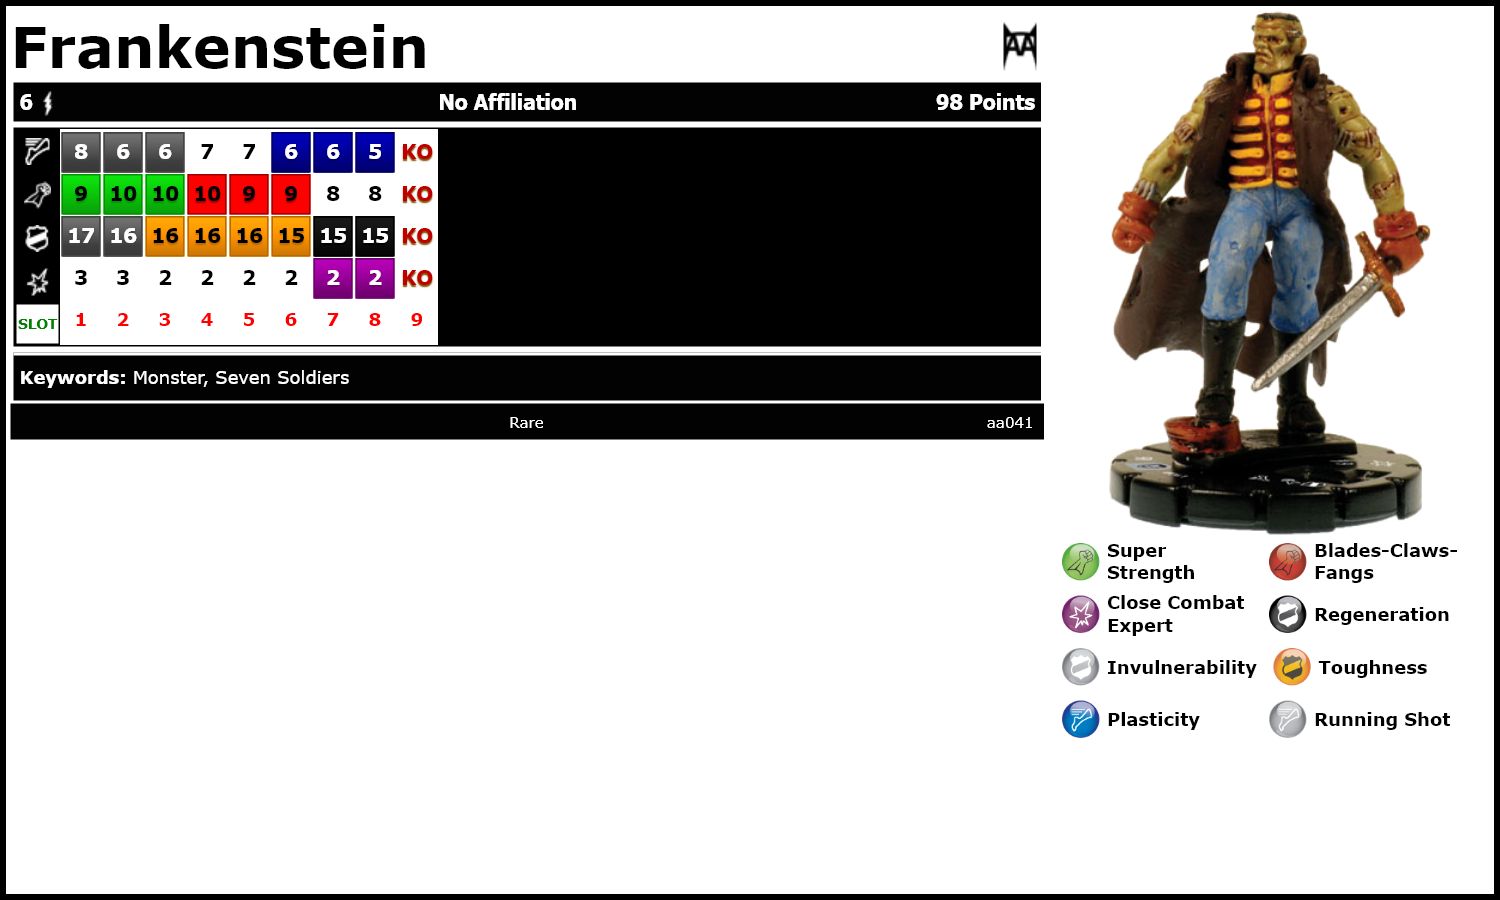 Frankenstein
6 No Affiliation 98 Points
8 6 6 7 7 6 6 5 KO
9 10 10 10 9 9 8 8 KO
17 16 16 16 16 15 15 15 KO
3 3 2 2 2 2 2 2 KO
SLOT 1 2 3 4 5 6 7 8 9
Keywords: Monster, Seven Soldiers
Rare aa041
Super
Strength
Blades-Claws-
Fangs
Close Combat
Expert
Regeneration
Invulnerability
Toughness
Plasticity
Running Shot